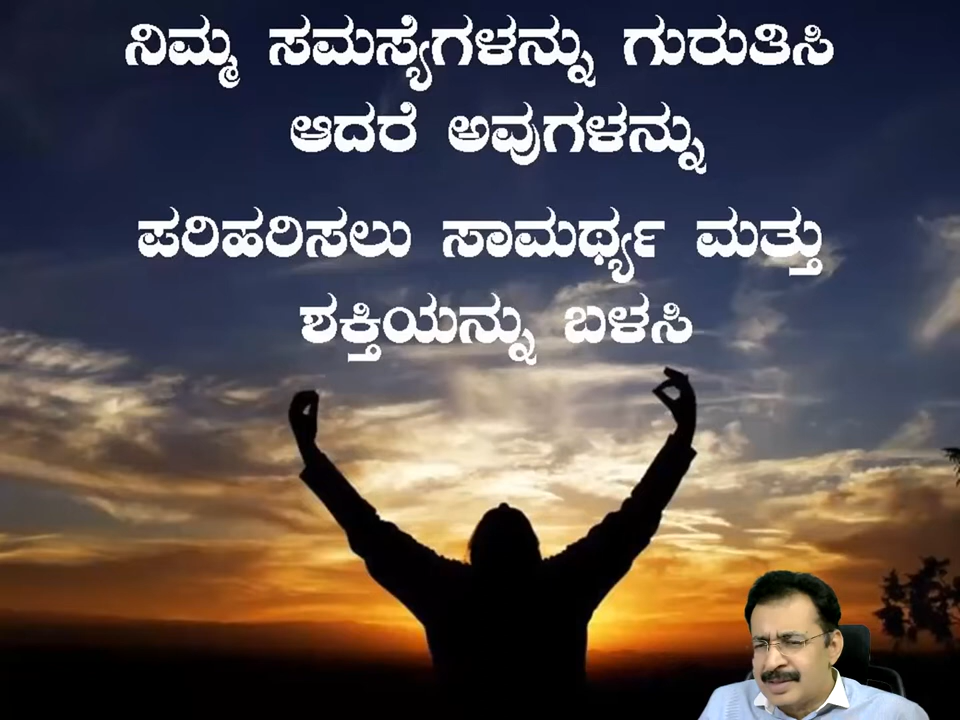 ನಿಮ್ಮ ಸಮಸ್ಯೆಗಳನ್ನು ಗುರುತಿಸಿ
ಆದರೆ ಅವುಗಳನ್ನು
ಪರಿಹರಿಸಲು ಸಾಮರ್ಥ್ಯ ಮತ್ತು
ಶಕ್ತಿಯನ್ನು ಬಳಸಿ